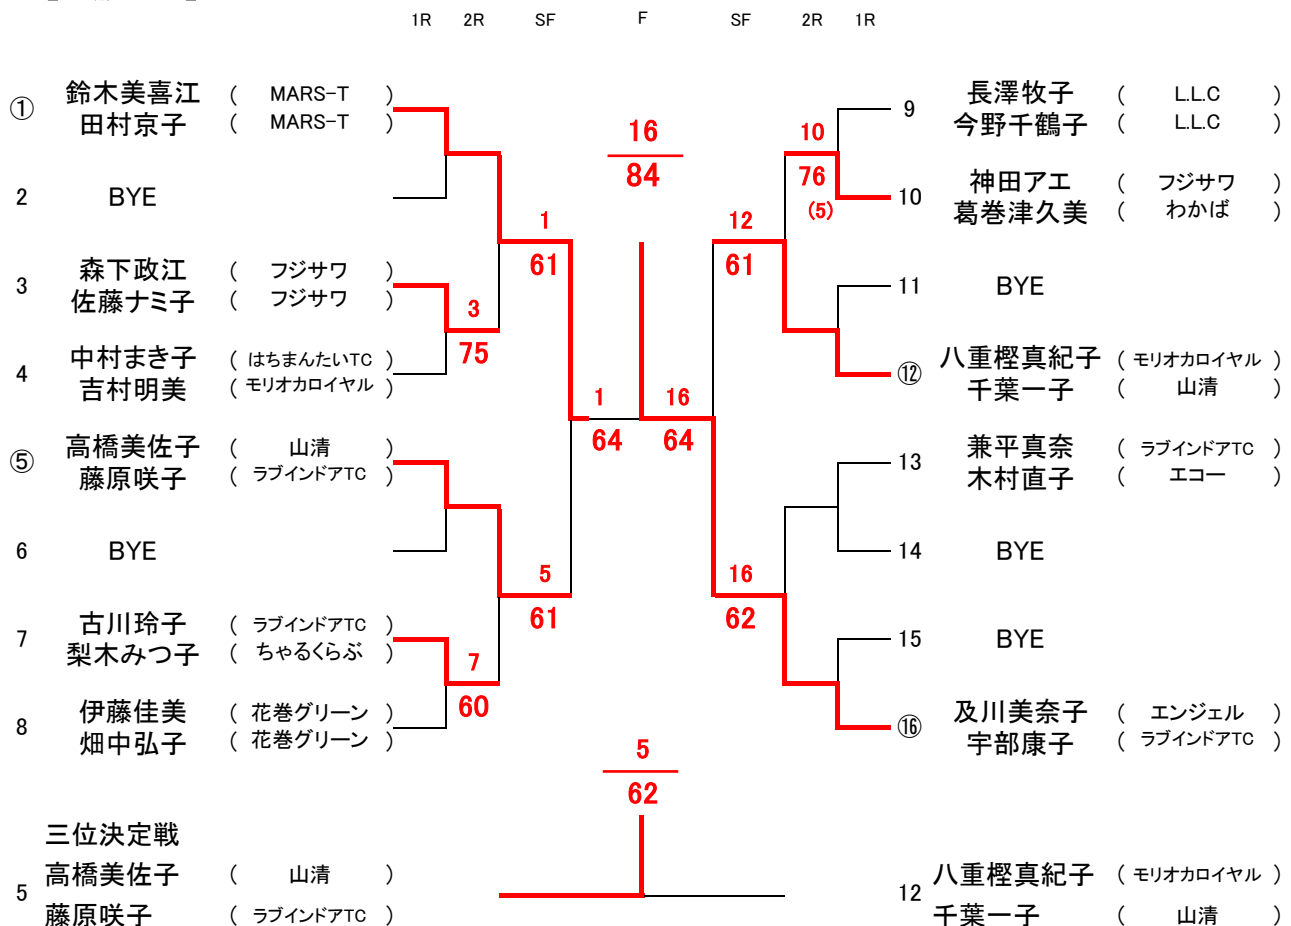 1R 2R SF F SF 2R 1R
① 鈴木美喜江 ( MARS-T )
田村京子 ( MARS-T )
2 BYE
3 森下政江 ( フジサワ )
佐藤ナミ子 ( フジサワ )
4 中村まき子 ( はちまんたいTC )
吉村明美 ( モリオカロイヤル )
⑤ 高橋美佐子 ( 山清 )
藤原咲子 ( ラブインドアTC )
6 BYE
7 古川玲子 ( ラブインドアTC )
梨木みつ子 ( ちゃるくらぶ )
8 伊藤佳美 ( 花巻グリーン )
畑中弘子 ( 花巻グリーン )
3
75
7
60
1
61
5
61
1
64
16
84
16
64
12
61
16
62
10
76
(5)
9 長澤牧子 ( L.L.C )
今野千鶴子 ( L.L.C )
10 神田アエ ( フジサワ )
葛巻津久美 ( わかば )
11 BYE
⑫ 八重樫真紀子 ( モリオカロイヤル )
千葉一子 ( 山清 )
13 兼平真奈 ( ラブインドアTC )
木村直子 ( エコー )
14 BYE
15 BYE
⑯ 及川美奈子 ( エンジェル )
宇部康子 ( ラブインドアTC )
三位決定戦
5 高橋美佐子 ( 山清 )
藤原咲子 ( ラブインドアTC )
5
62
12 八重樫真紀子 ( モリオカロイヤル )
千葉一子 ( 山清 )